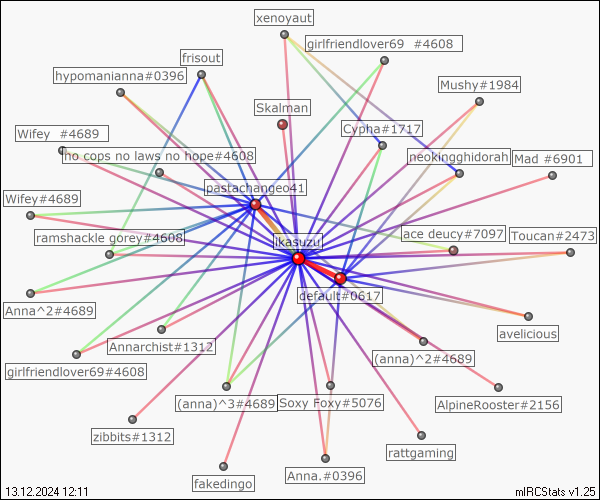 xenoyaut
girlfriendlover69  #4608
frisout
hypomanianna#0396
Mushy#1984
Skalman
Cypha#1717
Wifey  #4689
no cops no laws no hope#4608
neokingghidorah
Mad #6901
pastachangeo41
Wifey#4689
ace deucy#7097
Toucan#2473
ramshackle gorey#4608
ikasuzu
default#0617
Anna^2#4689
avelicious
Annarchist#1312
(anna)^2#4689
girlfriendlover69#4608
(anna)^3#4689
Soxy Foxy#5076
AlpineRooster#2156
zibbits#1312
rattgaming
Anna.#0396
fakedingo
13.12.2024 12:11
mIRCStats v1.25